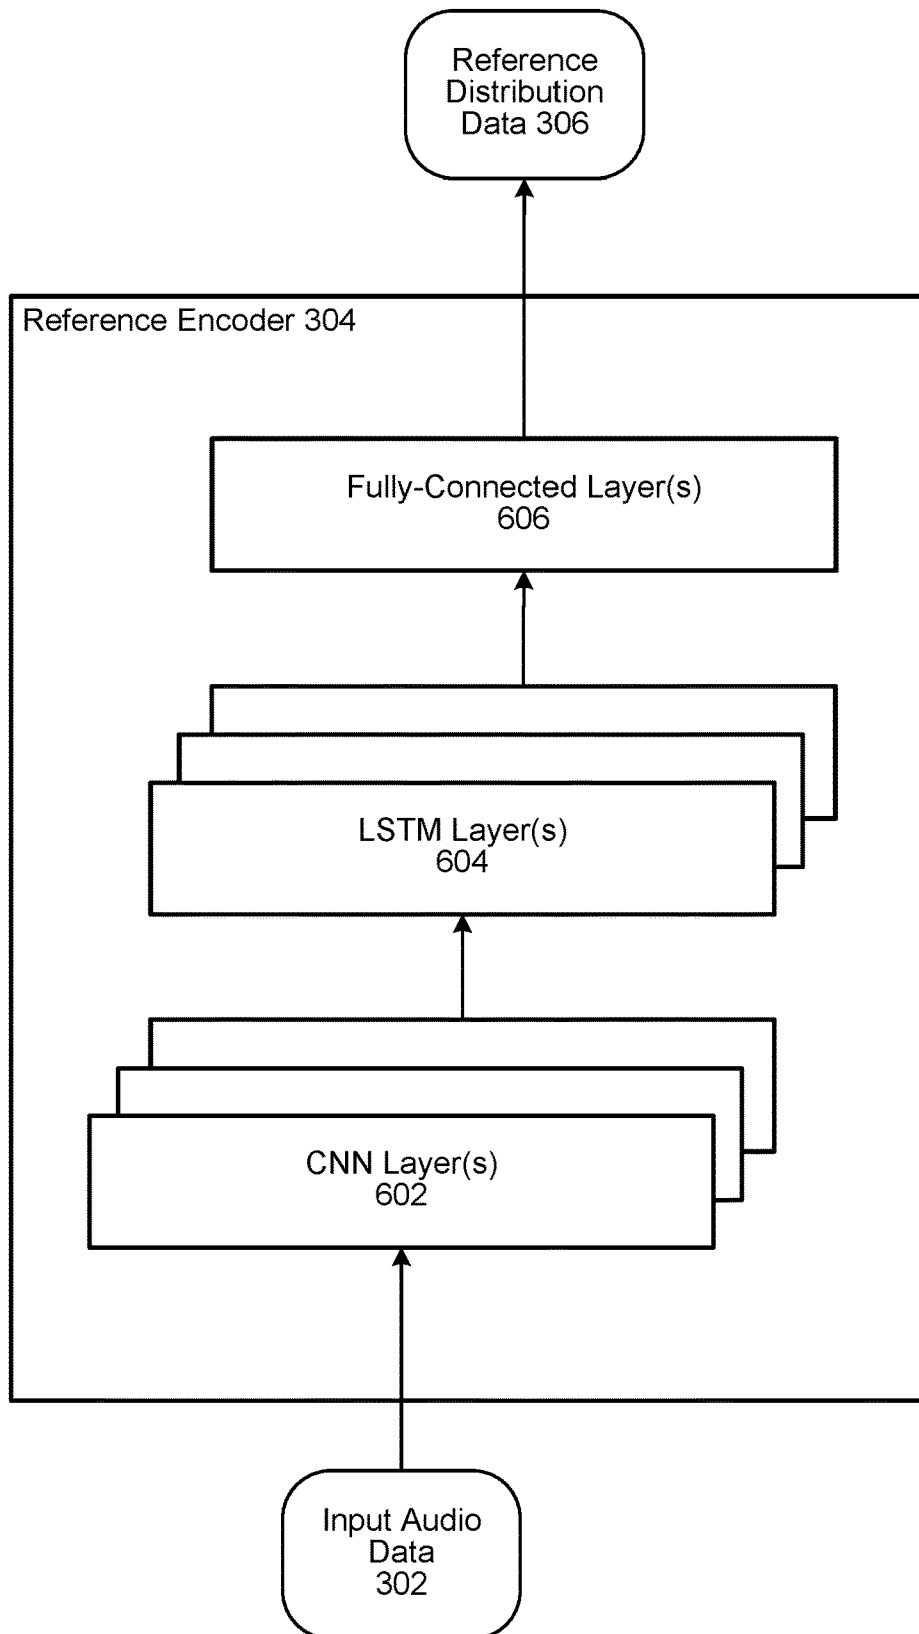 Reference
Distribution
Data 306
Reference Encoder 304
Fully-Connected Layer(s)
606
LSTM Layer(s)
604
CNN Layer(s)
602
Input Audio
Data
302